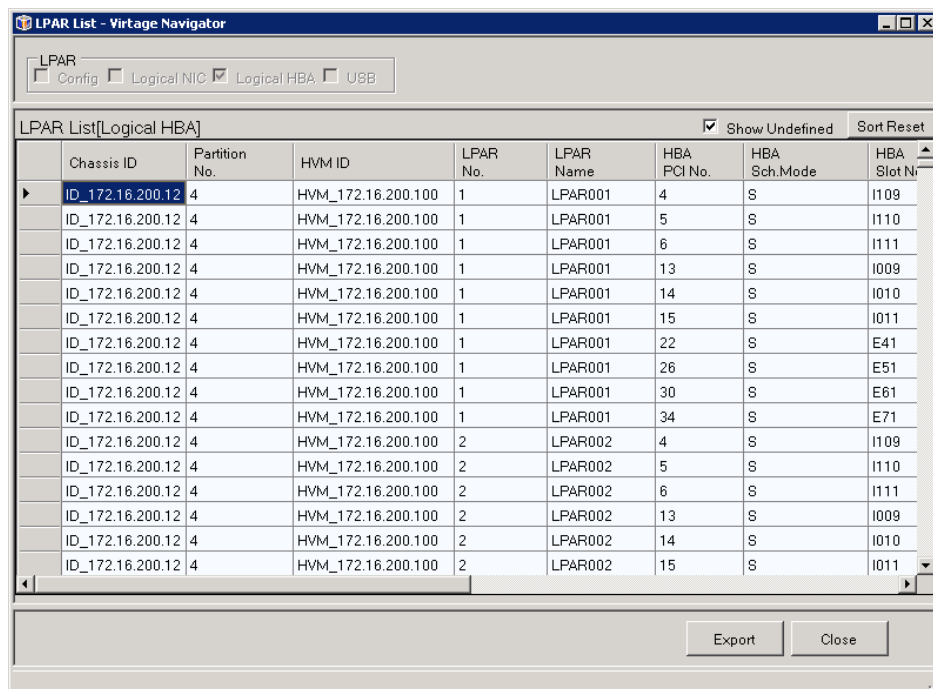 LPAR List - Virtage Navigator
LPAR
Config Logical NIC Logical HBA USB
LPAR List[Logical HBA] Show Undefined Sort Reset
Chassis ID Partition No. HVM ID LPAR No. LPAR Name HBA PCI No. HBA Sch.Mode HBA Slot N
ID_172.16.200.12 4 HVM_172.16.200.100 1 LPAR001 4 S I109
ID_172.16.200.12 4 HVM_172.16.200.100 1 LPAR001 5 S I110
ID_172.16.200.12 4 HVM_172.16.200.100 1 LPAR001 6 S I111
ID_172.16.200.12 4 HVM_172.16.200.100 1 LPAR001 13 S I009
ID_172.16.200.12 4 HVM_172.16.200.100 1 LPAR001 14 S I010
ID_172.16.200.12 4 HVM_172.16.200.100 1 LPAR001 15 S I011
ID_172.16.200.12 4 HVM_172.16.200.100 1 LPAR001 22 S E41
ID_172.16.200.12 4 HVM_172.16.200.100 1 LPAR001 26 S E51
ID_172.16.200.12 4 HVM_172.16.200.100 1 LPAR001 30 S E61
ID_172.16.200.12 4 HVM_172.16.200.100 1 LPAR001 34 S E71
ID_172.16.200.12 4 HVM_172.16.200.100 2 LPAR002 4 S I109
ID_172.16.200.12 4 HVM_172.16.200.100 2 LPAR002 5 S I110
ID_172.16.200.12 4 HVM_172.16.200.100 2 LPAR002 6 S I111
ID_172.16.200.12 4 HVM_172.16.200.100 2 LPAR002 13 S I009
ID_172.16.200.12 4 HVM_172.16.200.100 2 LPAR002 14 S I010
ID_172.16.200.12 4 HVM_172.16.200.100 2 LPAR002 15 S I011
Export Close